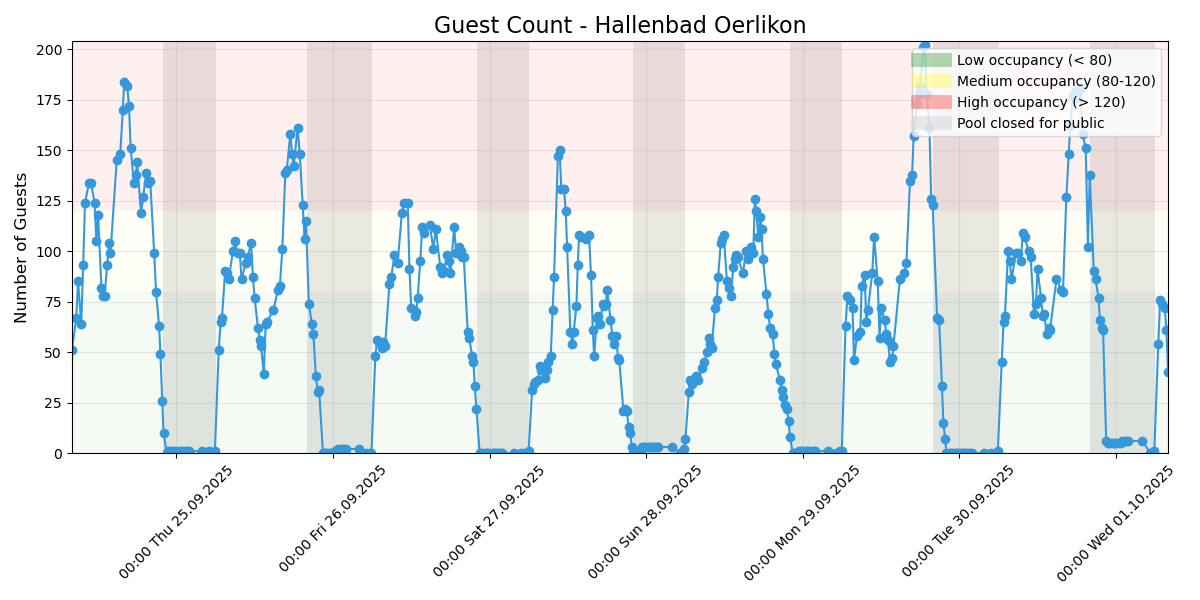 Guest Count - Hallenbad Oerlikon
Number of Guests
200
175
150
125
100
75
50
25
0
Low occupancy (< 80)
Medium occupancy (80-120)
High occupancy (> 120)
Pool closed for public
00:00 Thu 25.09.2025
00:00 Fri 26.09.2025
00:00 Sat 27.09.2025
00:00 Sun 28.09.2025
00:00 Mon 29.09.2025
00:00 Tue 30.09.2025
00:00 Wed 01.10.2025